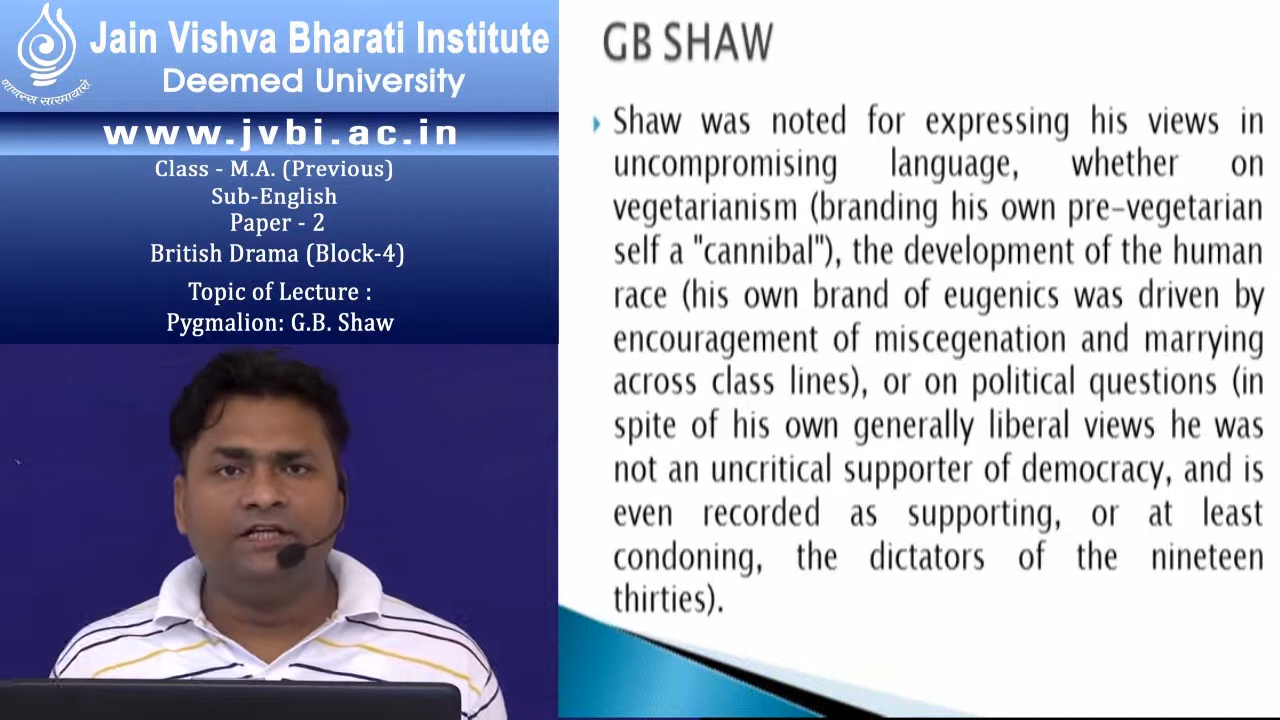 Jain Vishva Bharati Institute
Deemed University
णाणस्स सारमायारो
www.jvbi.ac.in
Class - M.A. (Previous)
Sub-English
Paper - 2
British Drama (Block-4)
Topic of Lecture :
Pygmalion: G.B. Shaw
GB SHAW
Shaw was noted for expressing his views in
uncompromising language, whether on
vegetarianism (branding his own pre-vegetarian
self a "cannibal"), the development of the human
race (his own brand of eugenics was driven by
encouragement of miscegenation and marrying
across class lines), or on political questions (in
spite of his own generally liberal views he was
not an uncritical supporter of democracy, and is
even recorded as supporting, or at least
condoning, the dictators of the nineteen
thirties).